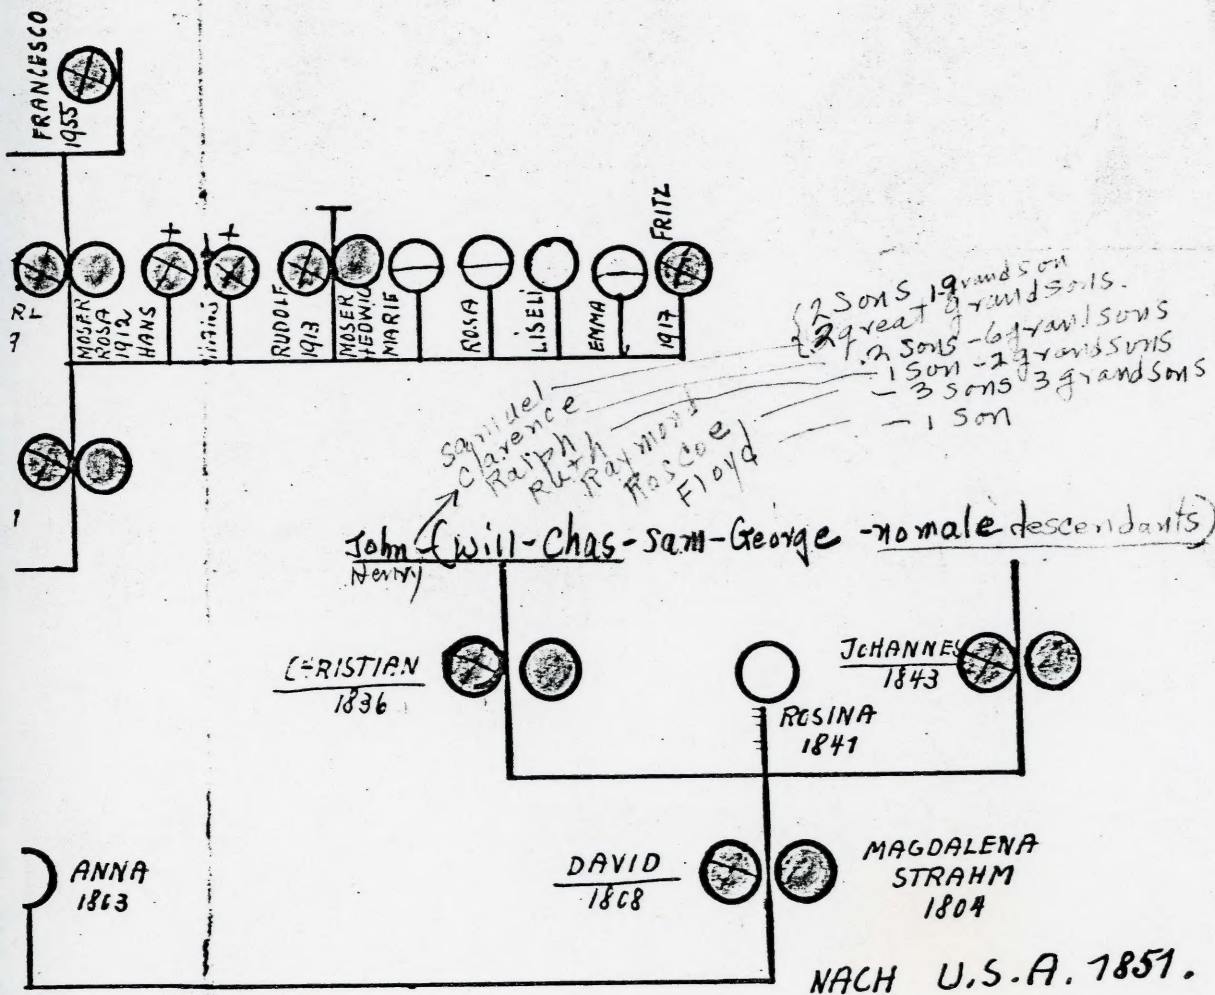 FRANCESCO
1955
RL
7
MOSER
ROSA
1912
HANS
RUDOLF
1913
MOSER
HEDWIG
MARIE
ROSA
LISELI
EMMA
1917
FRITZ
2 Sons 1 grandson
2 great grandsons.
2 Sons - 6 grandsons
1 Son - 2 grandsons
- 3 sons 3 grandsons
- 1 Son
Samuel
Clarence
Ralph
Ruth
Raymond
Roscoe
Floyd
John (Will-Chas-Sam-George - no male descendants)
Henry
CHRISTIAN
1836
ROSINA
1841
JOHANNES
1843
ANNA
1803
DAVID
1808
MAGDALENA
STRAHM
1804
NACH U.S.A. 1851.